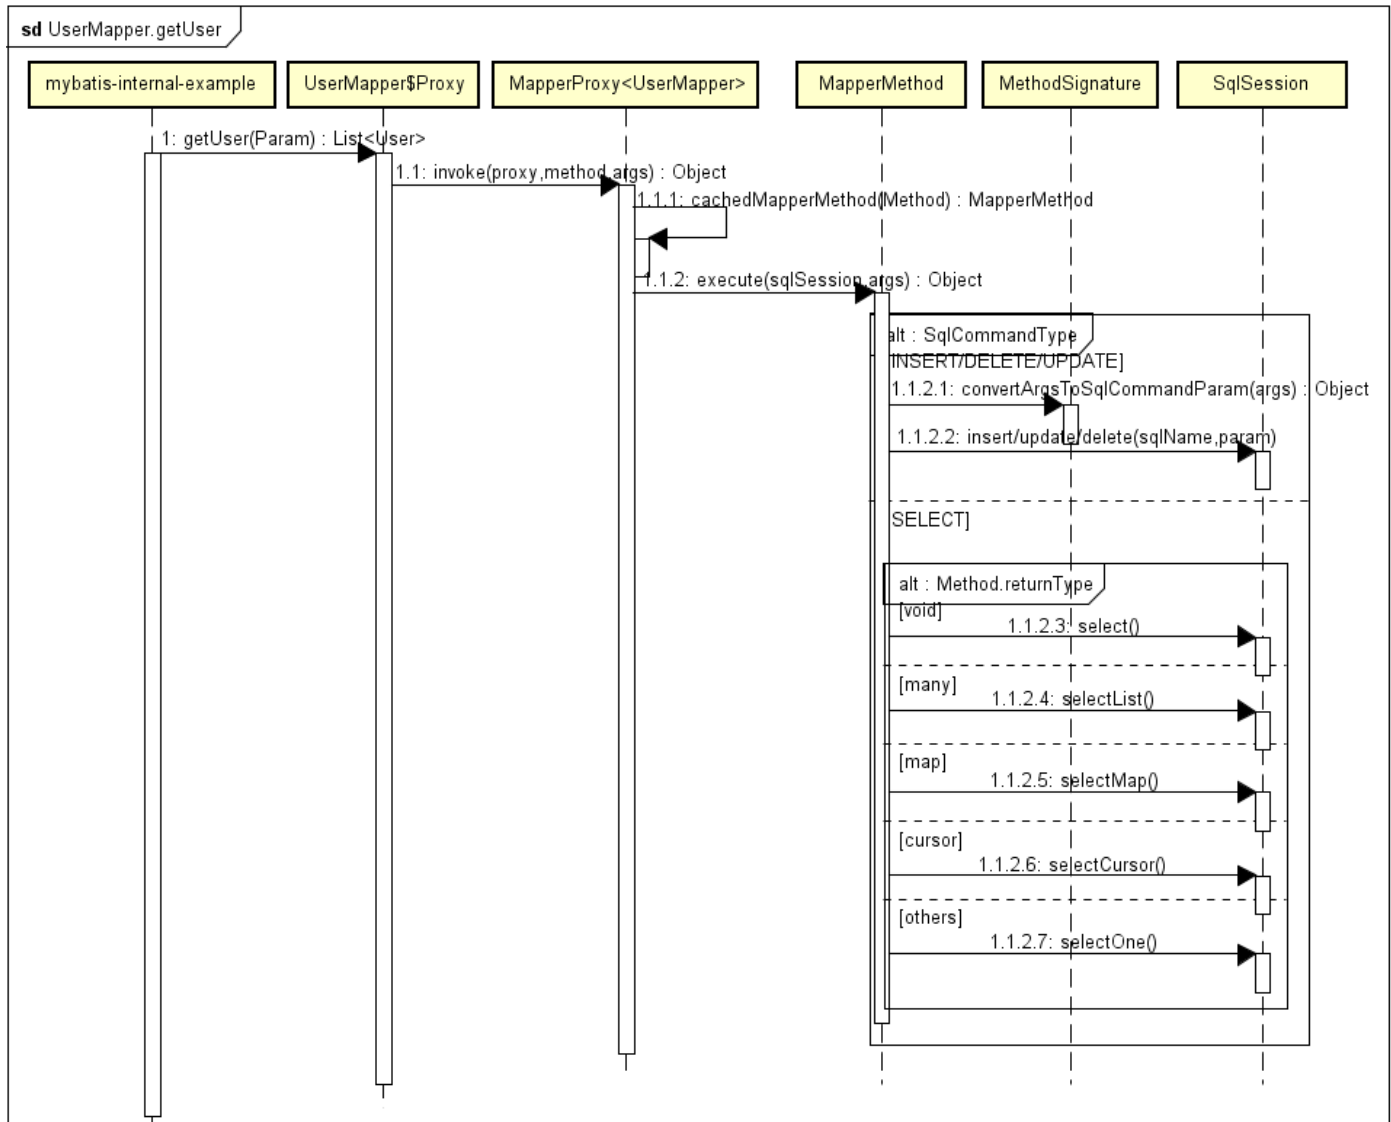 sd UserMapper.getUser
mybatis-internal-example
UserMapper$Proxy
MapperProxy<UserMapper>
MapperMethod
MethodSignature
SqlSession
1: getUser(Param) : List<User>
1.1: invoke(proxy,method,args) : Object
1.1.1: cachedMapperMethod(Method) : MapperMethod
1.1.2: execute(sqlSession,args) : Object
alt : SqlCommandType
INSERT/DELETE/UPDATE]
1.1.2.1: convertArgsToSqlCommandParam(args) : Object
1.1.2.2: insert/update/delete(sqlName,param)
SELECT]
alt : Method.returnType
[void]
1.1.2.3: select()
[many]
1.1.2.4: selectList()
[map]
1.1.2.5: selectMap()
[cursor]
1.1.2.6: selectCursor()
[others]
1.1.2.7: selectOne()